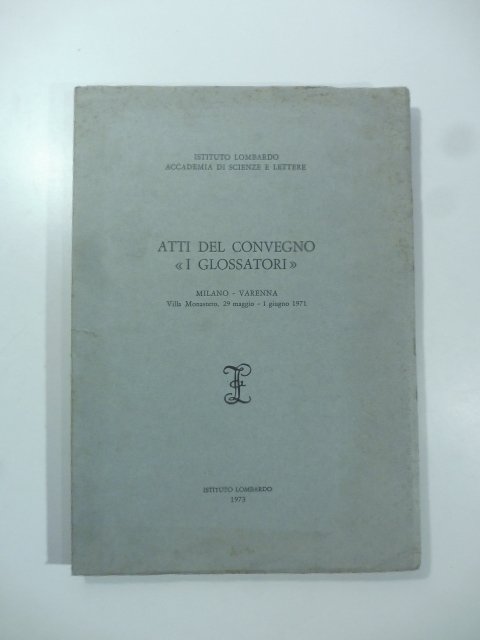 ISTITUTO LOMBARDO
ACCADEMIA DI SCIENZE E LETTERE
ATTI DEL CONVEGNO
« I GLOSSATORI »
MILANO - VARENNA
Villa Monastero, 29 maggio - 1 giugno 1971
ISTITUTO LOMBARDO
1973